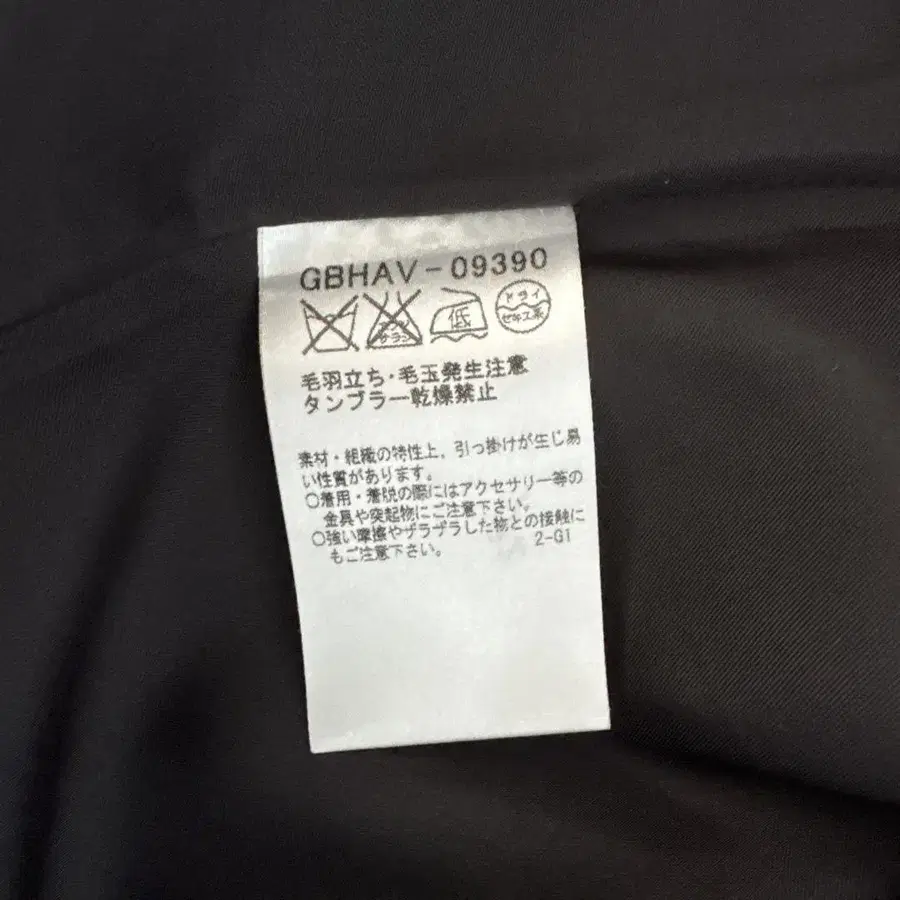 GBHAV-09390
サラシ 低 ドライ セキユ系
毛羽立ち・毛玉発生注意
タンブラー乾燥禁止
素材・組織の特性上、引っ掛けが生じ易
い性質があります。
○着用・着脱の際にはアクセサリー等の
金具や突起物にご注意下さい。
○強い摩擦やザラザラした物との接触に
もご注意下さい。 2-G1